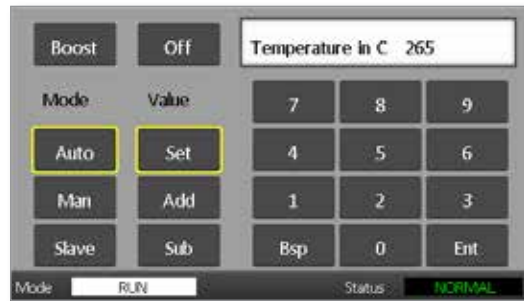 Boost Off Temperature in C 265
Mode Value 7 8 9
Auto Set 4 5 6
Man Add 1 2 3
Slave Sub Bsp 0 Ent
Mode RUN Status NORMAL